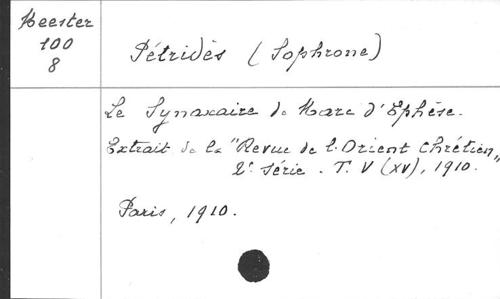 Meester
100
8
Pétridès (Sophrone)
Le Synaxaire de Marc d'Ephèse.
Extrait de la "Revue de l'Orient Chrétien"
2e série. T. V (XV), 1910.
Paris, 1910.